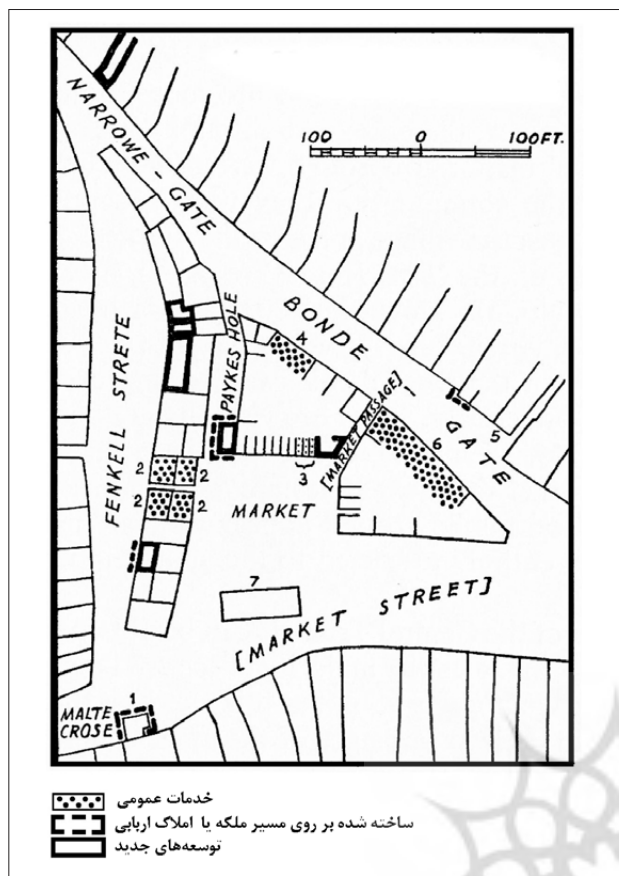 NARROWE-GATE
100 0 100FT.
BONDE
GATE
FENKELL STRETE
PAYKES HOLE
4
[MARKET PASSAGE]
5
6
2 2
3
2 2
MARKET
7
[MARKET STREET]
1
MALTE
CROSE
خدمات عمومی
ساخته شده بر روی مسیر ملکه یا املاک اربابی
توسعه‌های جدید